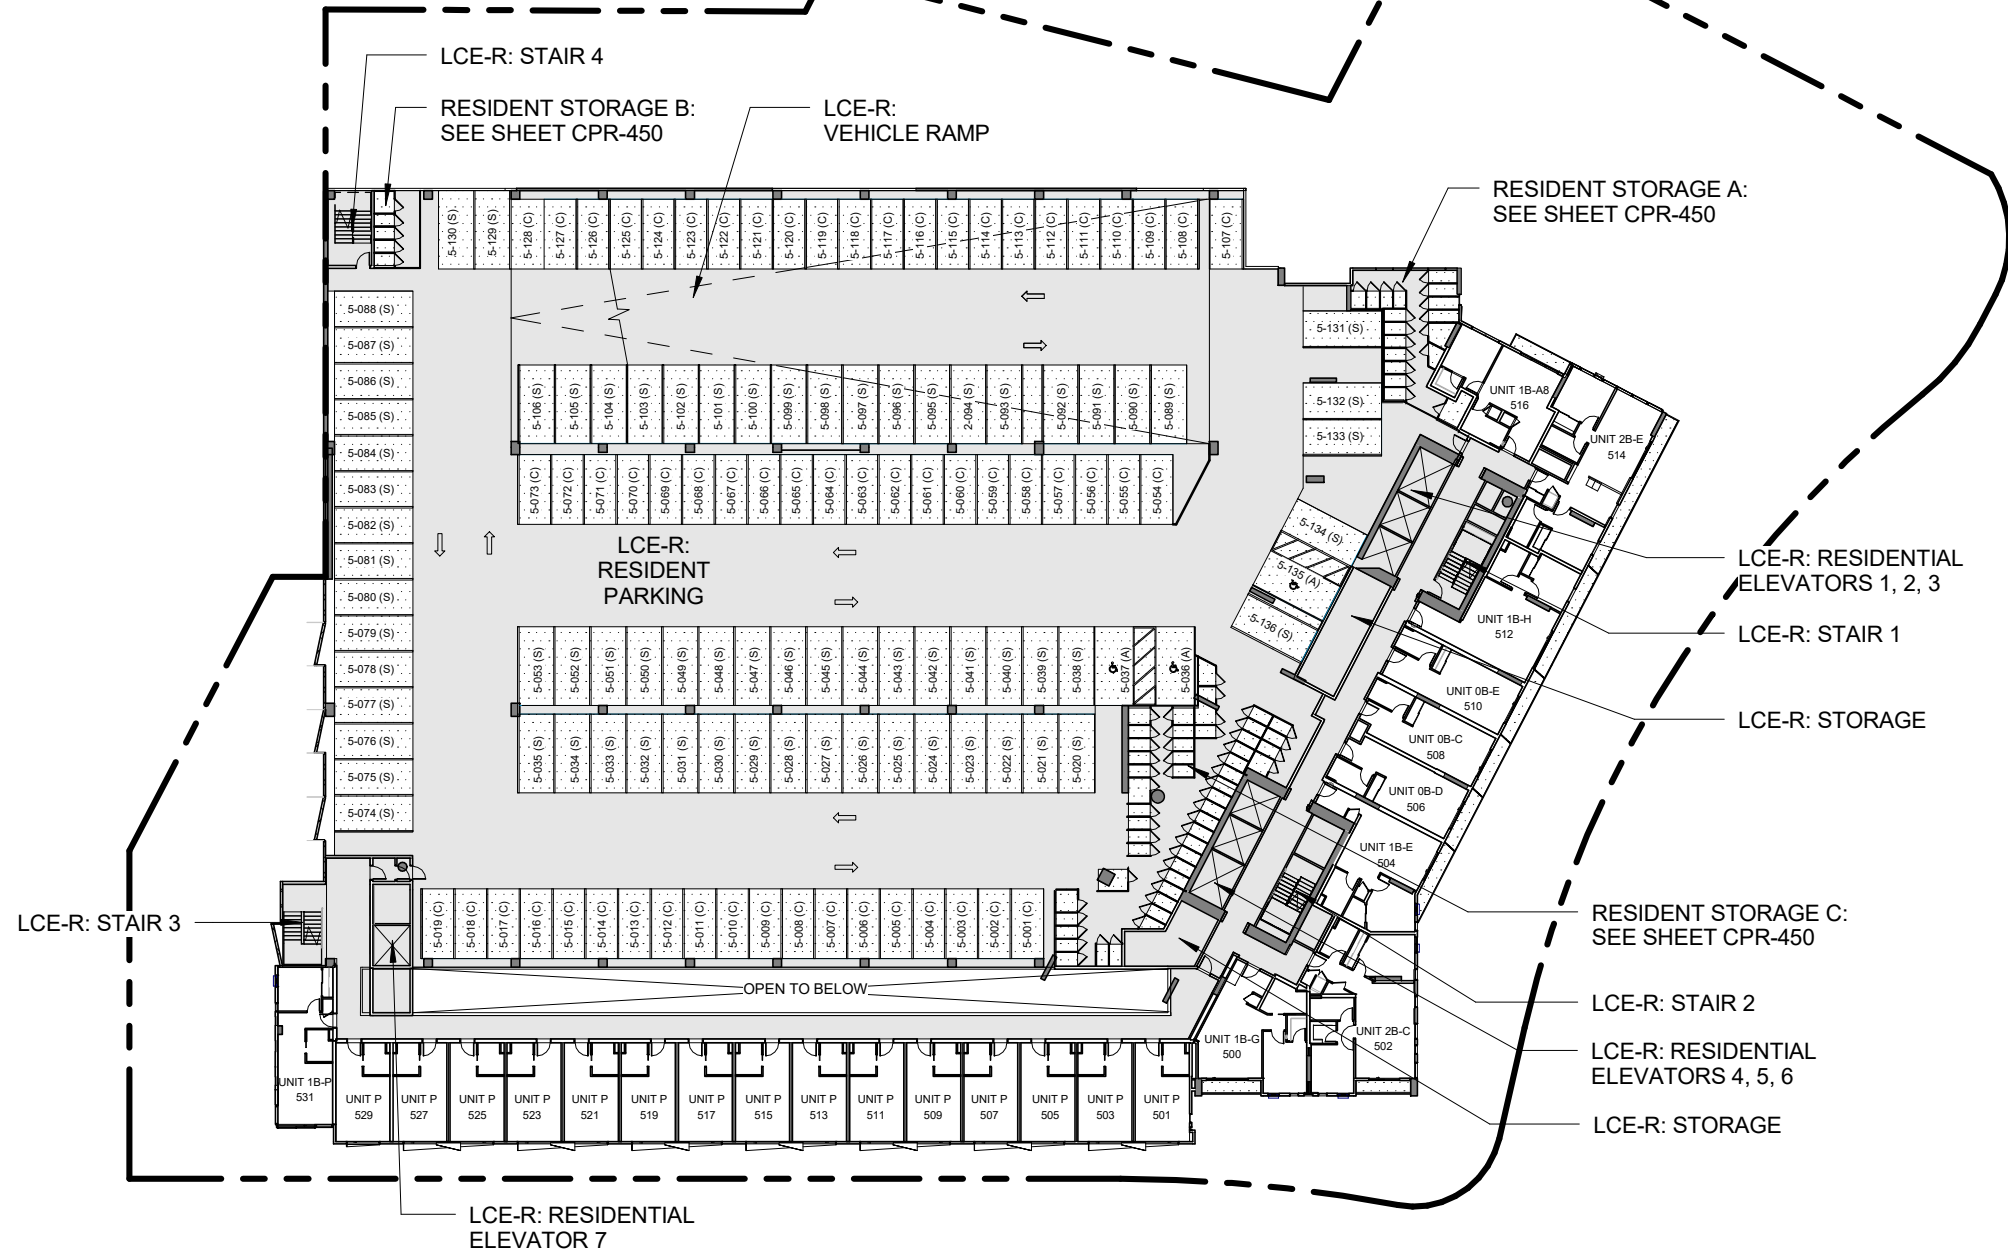 LCE-R: STAIR 4
RESIDENT STORAGE B:
SEE SHEET CPR-450
LCE-R:
VEHICLE RAMP
RESIDENT STORAGE A:
SEE SHEET CPR-450
5-130 (S)
5-129 (S)
5-128 (C)
5-127 (C)
5-126 (C)
5-125 (C)
5-124 (C)
5-123 (C)
5-122 (C)
5-121 (C)
5-120 (C)
5-119 (C)
5-118 (C)
5-117 (C)
5-116 (C)
5-115 (C)
5-114 (C)
5-113 (C)
5-112 (C)
5-111 (C)
5-110 (C)
5-109 (C)
5-108 (C)
5-107 (C)
5-088 (S)
5-087 (S)
5-086 (S)
5-085 (S)
5-084 (S)
5-083 (S)
5-082 (S)
5-081 (S)
5-080 (S)
5-079 (S)
5-078 (S)
5-077 (S)
5-076 (S)
5-075 (S)
5-074 (S)
5-131 (S)
5-132 (S)
5-133 (S)
5-106 (S)
5-105 (S)
5-104 (S)
5-103 (S)
5-102 (S)
5-101 (S)
5-100 (S)
5-099 (S)
5-098 (S)
5-097 (S)
5-096 (S)
5-095 (S)
2-094 (S)
5-093 (S)
5-092 (S)
5-091 (S)
5-090 (S)
5-089 (S)
5-073 (C)
5-072 (C)
5-071 (C)
5-070 (C)
5-069 (C)
5-068 (C)
5-067 (C)
5-066 (C)
5-065 (C)
5-064 (C)
5-063 (C)
5-062 (C)
5-061 (C)
5-060 (C)
5-059 (C)
5-058 (C)
5-057 (C)
5-056 (C)
5-055 (C)
5-054 (C)
LCE-R:
RESIDENT
PARKING
5-134 (S)
5-135 (A)
5-136 (S)
5-0553 (S)
5-0552 (S)
5-0551 (S)
5-0550 (S)
5-0449 (S)
5-048 (S)
5-047 (S)
5-046 (S)
5-045 (S)
5-044 (S)
5-043 (S)
5-042 (S)
5-041 (S)
5-040 (S)
5-039 (S)
5-038 (S)
5-037 (A)
5-036 (A)
5-035 (S)
5-034 (S)
5-033 (S)
5-032 (S)
5-031 (S)
5-030 (S)
5-029 (S)
5-028 (S)
5-027 (S)
5-026 (S)
5-025 (S)
5-024 (S)
5-023 (S)
5-022 (S)
5-021 (S)
5-020 (S)
5-019 (C)
5-018 (C)
5-017 (C)
5-016 (C)
5-015 (C)
5-014 (C)
5-013 (C)
5-012 (C)
5-011 (C)
5-010 (C)
5-009 (C)
5-008 (C)
5-007 (C)
5-006 (C)
5-005 (C)
5-004 (C)
5-003 (C)
5-002 (C)
5-001 (C)
OPEN TO BELOW
UNIT 1B-A8
516
UNIT 2B-E
514
UNIT 1B-H
512
UNIT 0B-E
510
UNIT 0B-C
508
UNIT 0B-D
506
UNIT 1B-E
504
UNIT 2B-C
502
UNIT 1B-G
500
LCE-R: RESIDENTIAL
ELEVATORS 1, 2, 3
LCE-R: STAIR 1
LCE-R: STORAGE
RESIDENT STORAGE C:
SEE SHEET CPR-450
LCE-R: STAIR 2
LCE-R: RESIDENTIAL
ELEVATORS 4, 5, 6
LCE-R: STORAGE
LCE-R: STAIR 3
UNIT 1B-P
531
UNIT P
529
UNIT P
527
UNIT P
525
UNIT P
523
UNIT P
521
UNIT P
519
UNIT P
517
UNIT P
515
UNIT P
513
UNIT P
511
UNIT P
509
UNIT P
507
UNIT P
505
UNIT P
503
UNIT P
501
LCE-R: RESIDENTIAL
ELEVATOR 7